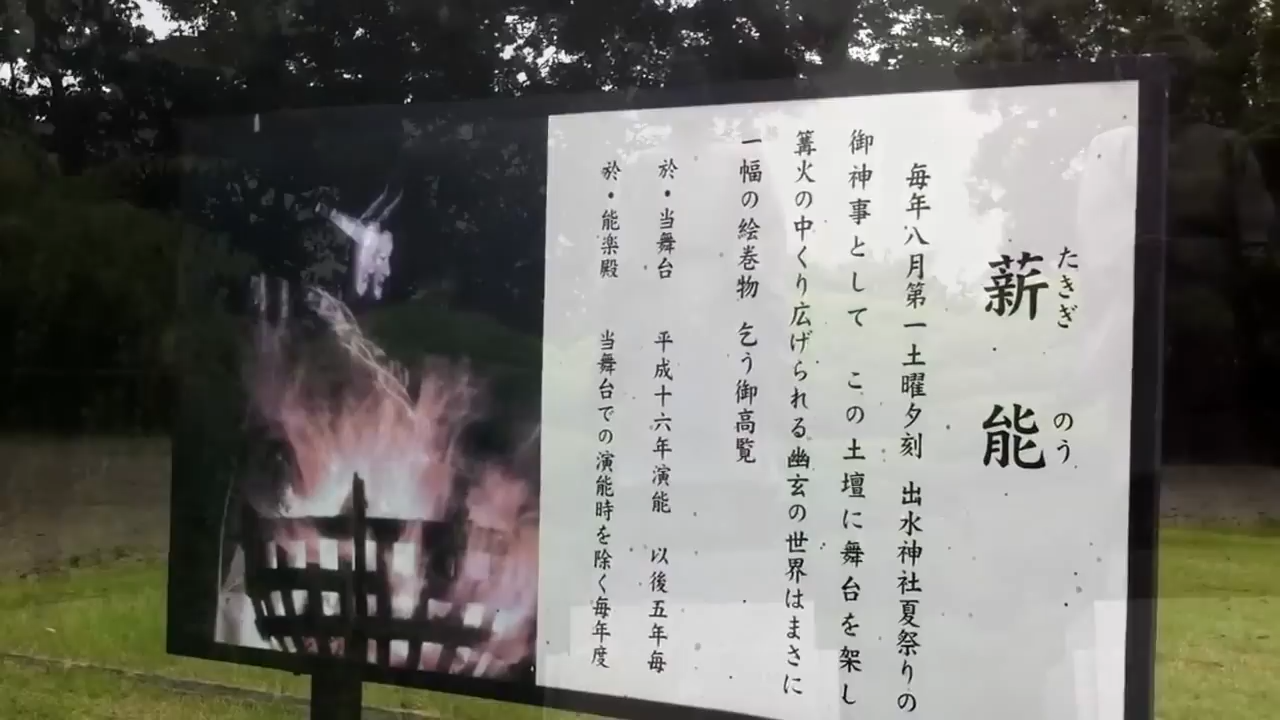 薪能
たきぎのう
毎年八月第一土曜夕刻　出水神社夏祭りの
御神事として　この土壇に舞台を架し
篝火の中くり広げられる幽玄の世界はまさに
一幅の絵巻物　乞う御高覧
於・当舞台　平成十六年演能　以後五年毎
於・能楽殿　当舞台での演能時を除く毎年度